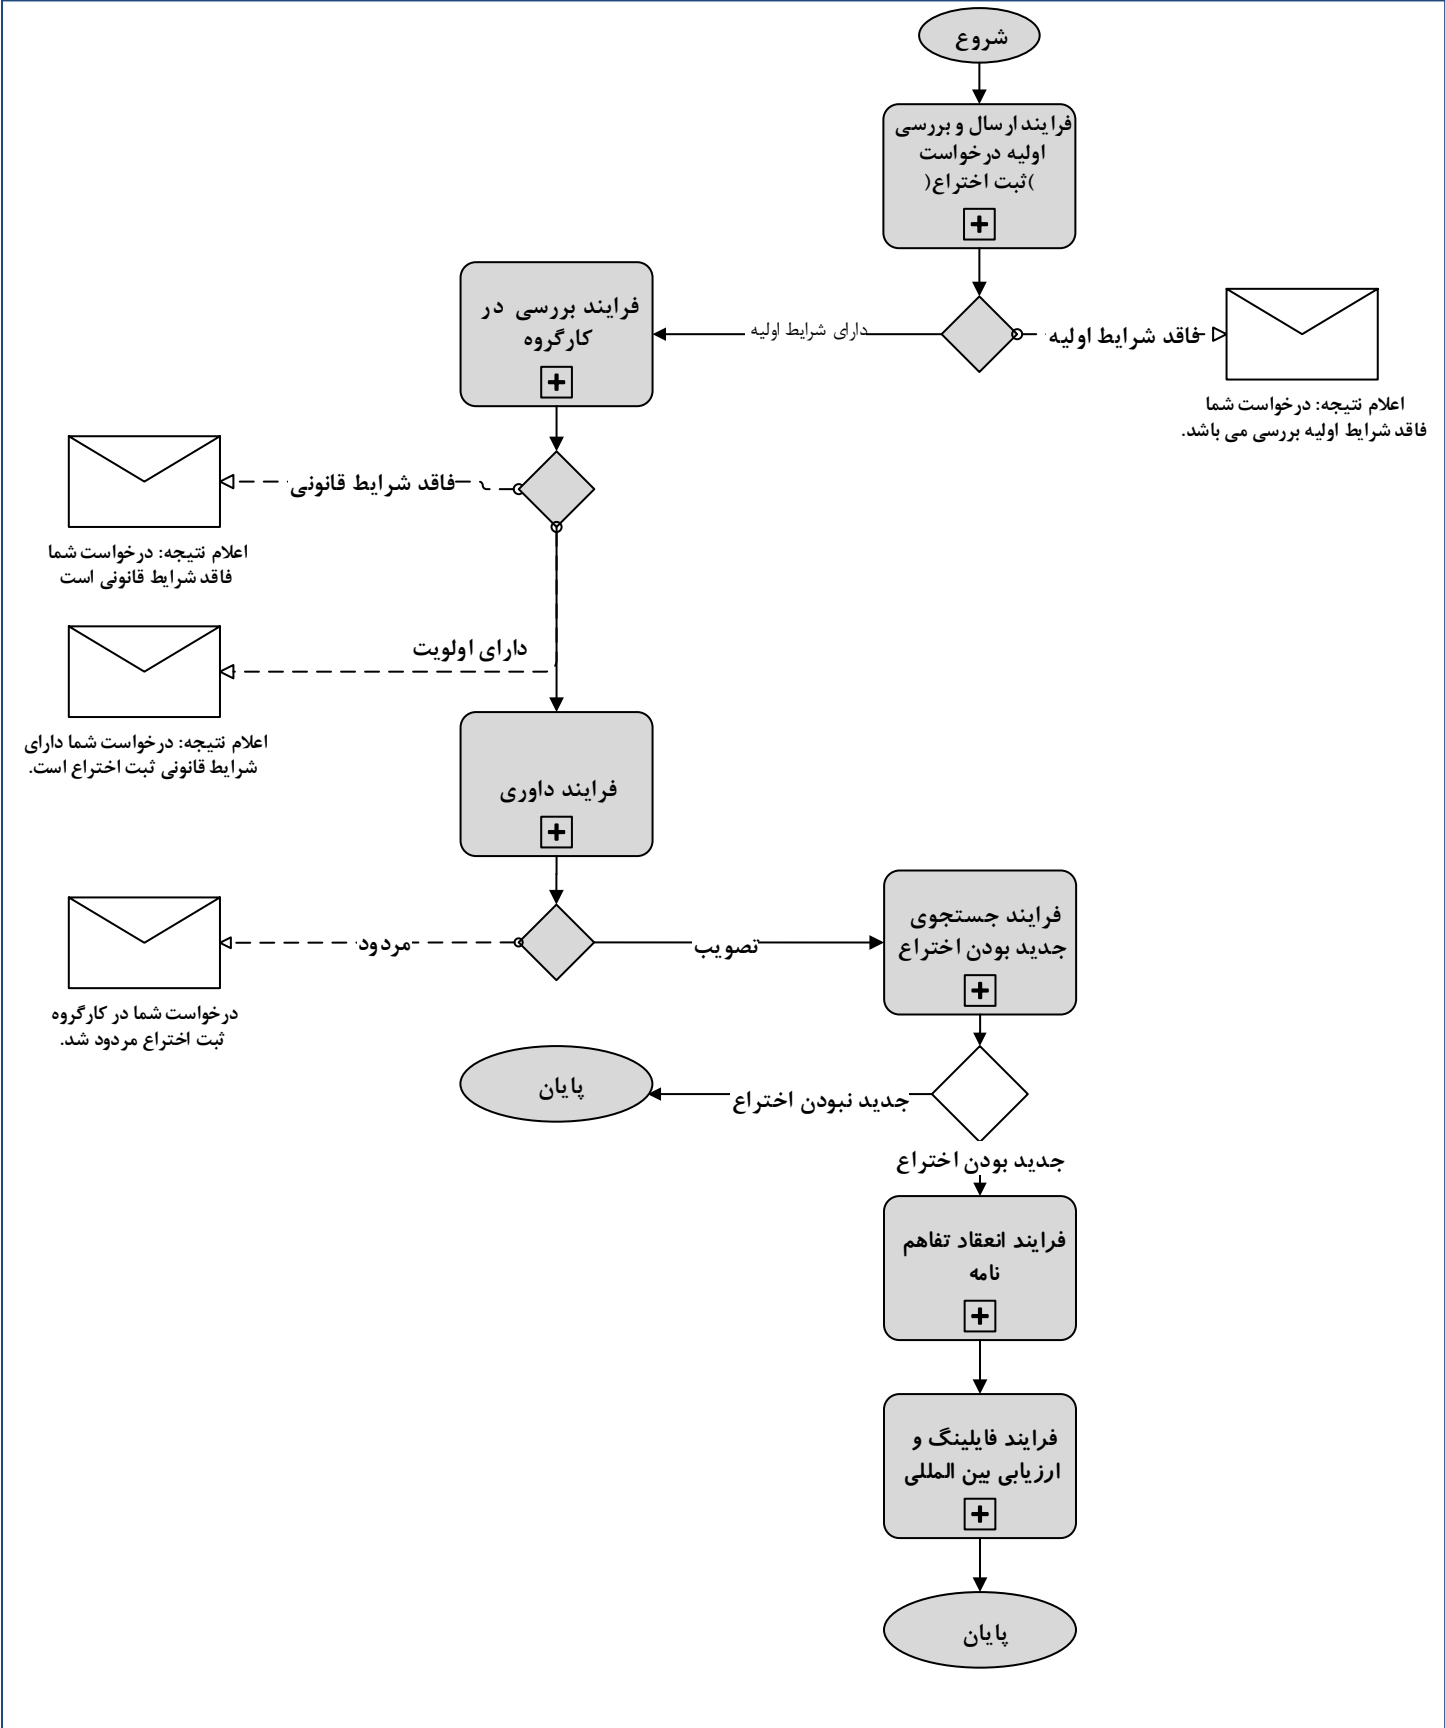 شروع
فرایند ارسال و بررسی
اولیه درخواست
)ثبت اختراع(
فرایند بررسی در
کارگروه
دارای شرایط اولیه
فاقد شرایط اولیه
اعلام نتیجه: درخواست شما
فاقد شرایط اولیه بررسی می باشد.
فاقد شرایط قانونی
اعلام نتیجه: درخواست شما
فاقد شرایط قانونی است
دارای اولویت
اعلام نتیجه: درخواست شما دارای
شرایط قانونی ثبت اختراع است.
فرایند داوری
مردود
درخواست شما در کارگروه
ثبت اختراع مردود شد.
تصویب
فرایند جستجوی
جدید بودن اختراع
جدید نبودن اختراع
پایان
جدید بودن اختراع
فرایند انعقاد تفاهم
نامه
فرایند فایلینگ و
ارزیابی بین المللی
پایان